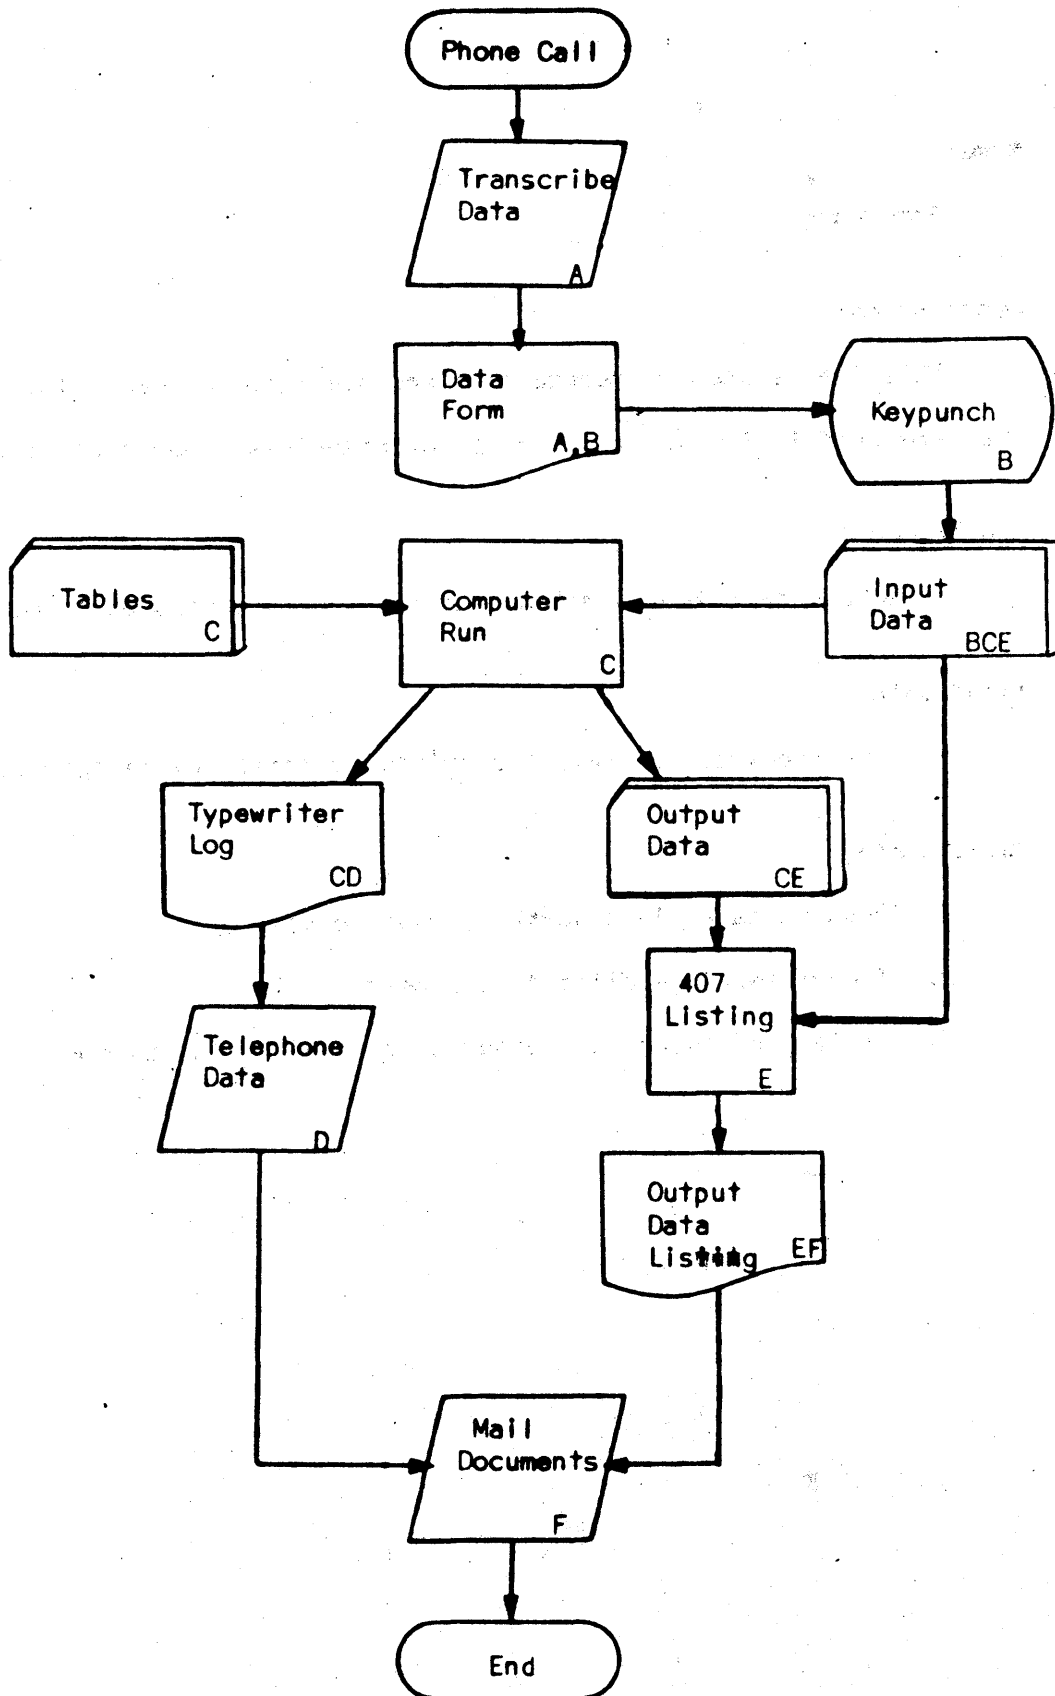 Phone Call
Transcribe
Data
A
Data
Form
A,B
Keypunch
B
Tables
C
Computer
Run
C
Input
Data
BCE
Typewriter
Log
CD
Output
Data
CE
407
Listing
E
Telephone
Data
D
Output
Data
Listing
EF
Mail
Documents
F
End